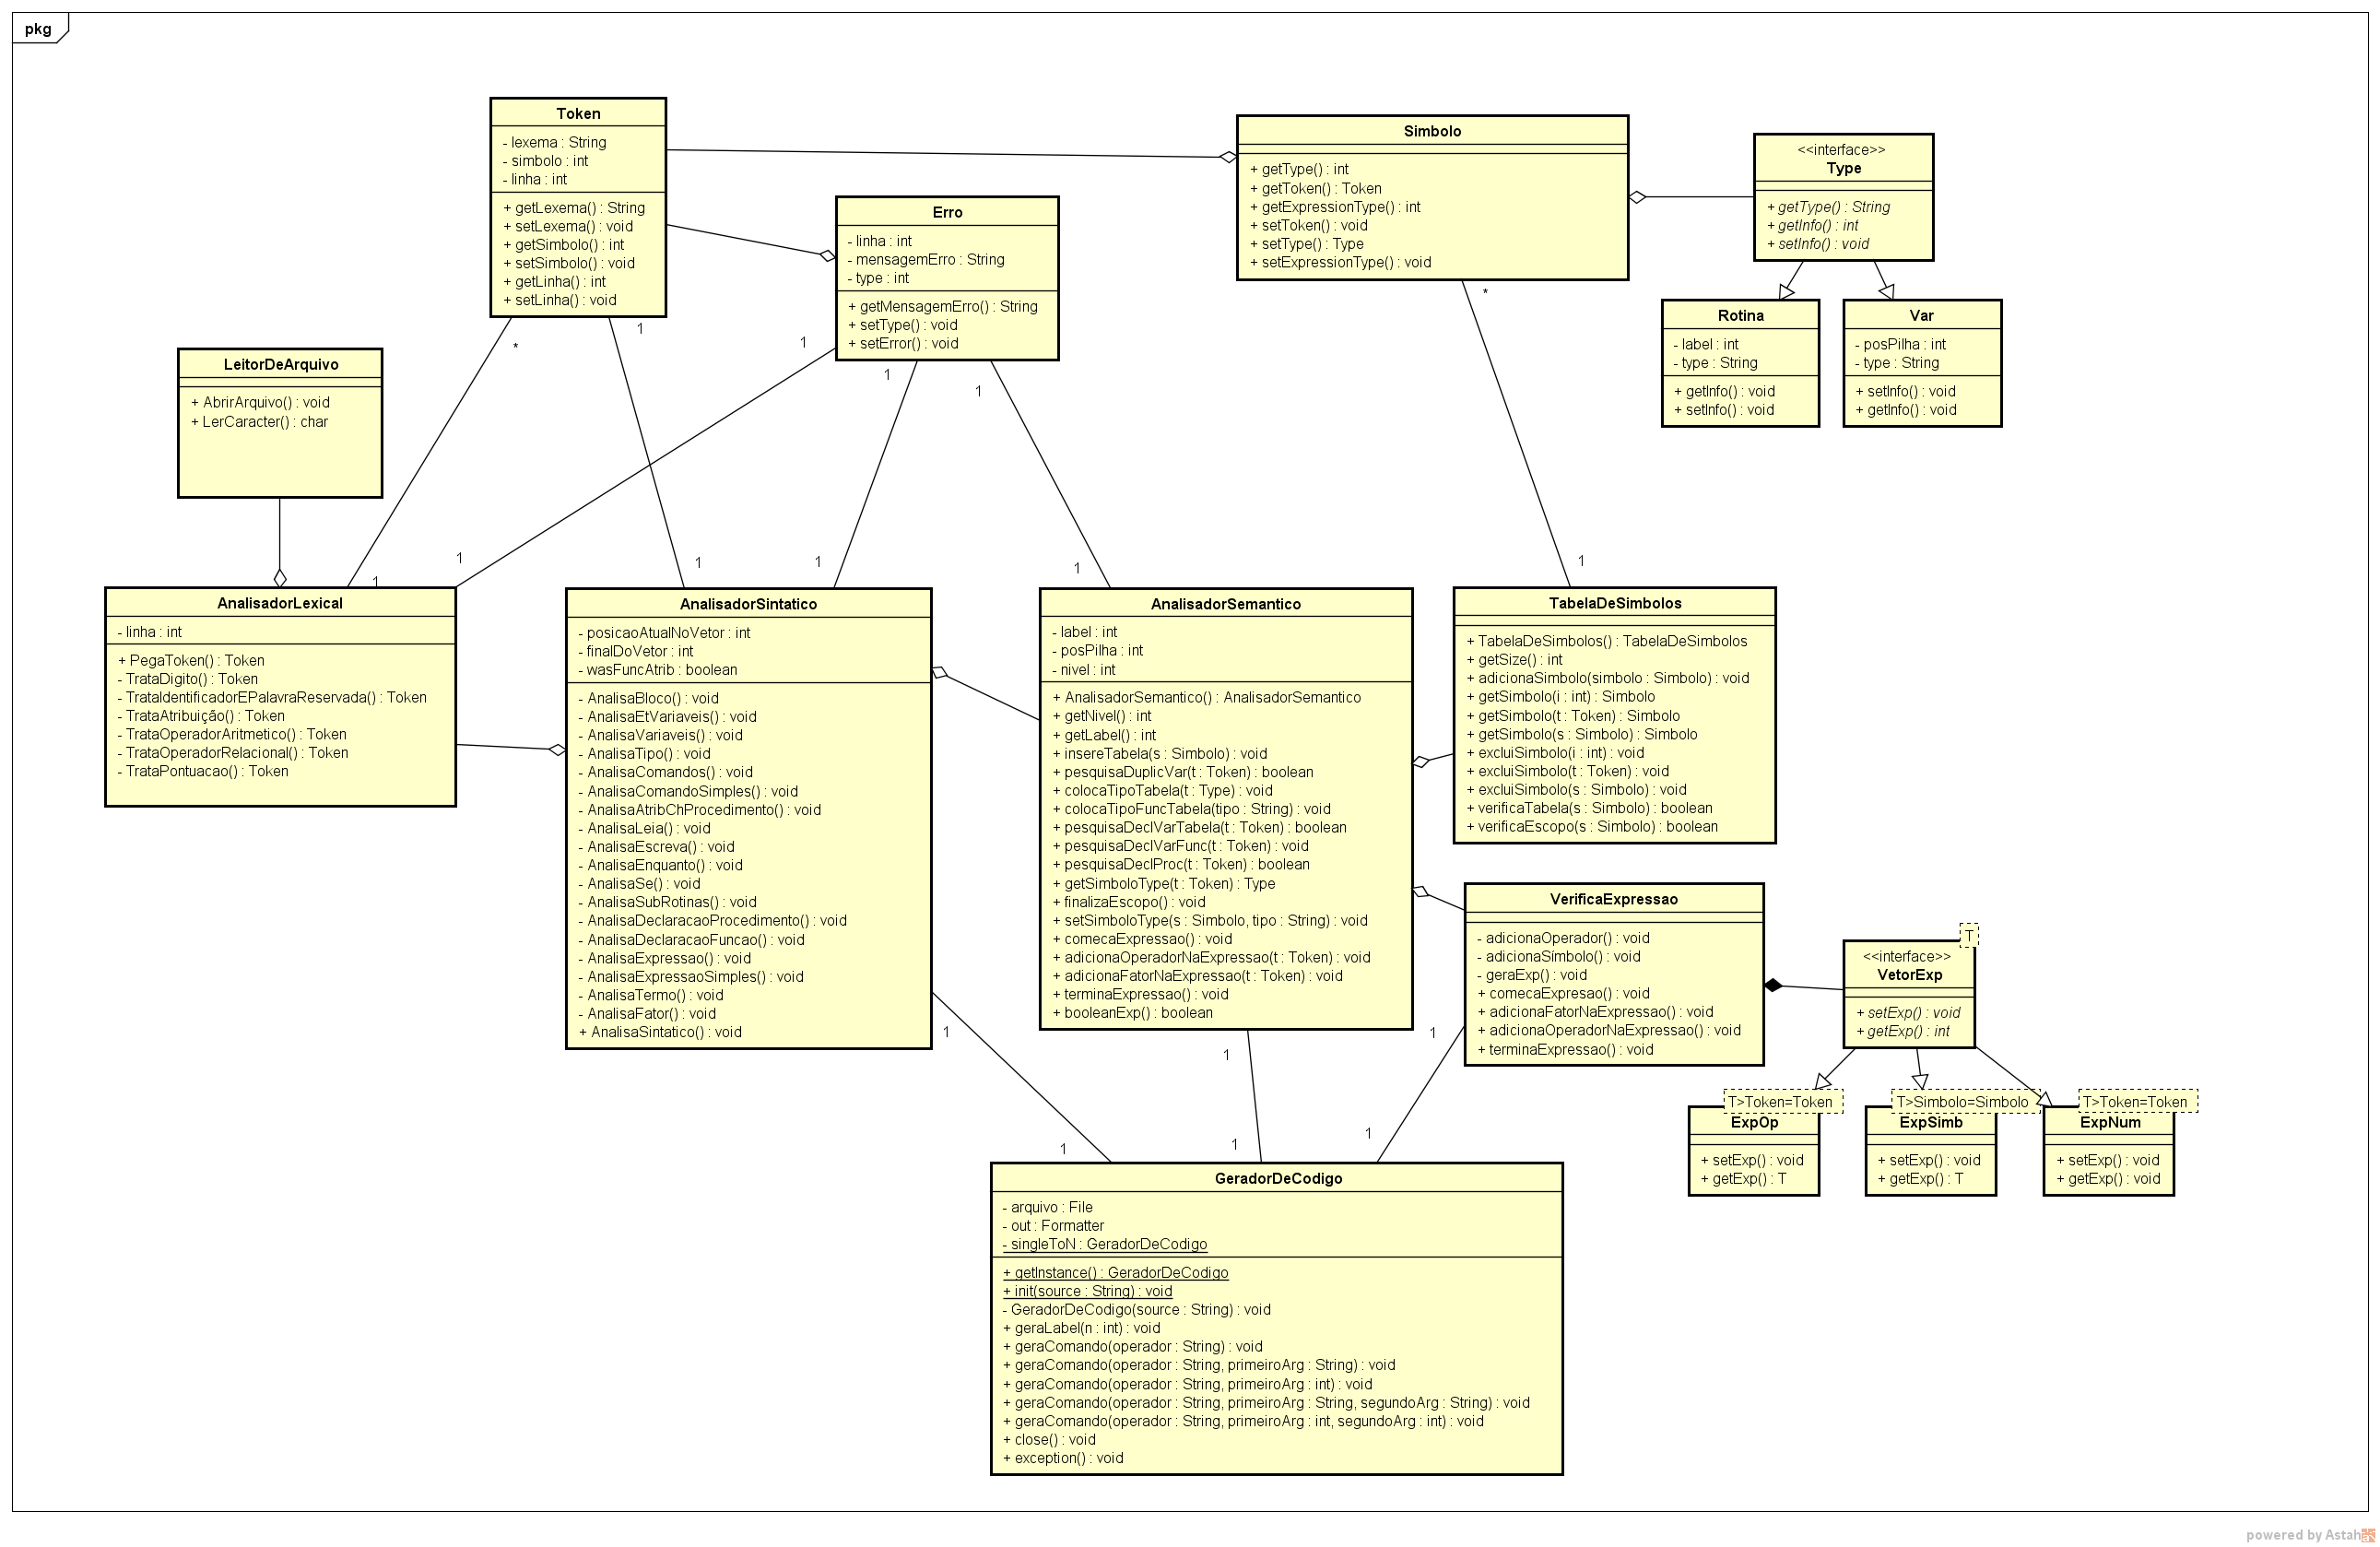 pkg
Token
- lexema : String
- simbolo : int
- linha : int
+ getLexema() : String
+ setLexema() : void
+ getSimbolo() : int
+ setSimbolo() : void
+ getLinha() : int
+ setLinha() : void
Erro
- linha : int
- mensagemErro : String
- type : int
+ getMensagemErro() : String
+ setType() : void
+ setError() : void
Simbolo
+ getType() : int
+ getToken() : Token
+ getExpressionType() : int
+ setToken() : void
+ setType() : Type
+ setExpressionType() : void
<<interface>>
Type
+ getType() : String
+ getInfo() : int
+ setInfo() : void
Rotina
- label : int
- type : String
+ getInfo() : void
+ setInfo() : void
Var
- posPilha : int
- type : String
+ setInfo() : void
+ getInfo() : void
LeitorDeArquivo
+ AbrirArquivo() : void
+ LerCaracter() : char
*
1
1
1
1
*
1
1
1
1
1
1
AnalisadorLexical
- linha : int
+ PegaToken() : Token
- TrataDigito() : Token
- TrataIdentificadorEPalavraReservada() : Token
- TrataAtribuição() : Token
- TrataOperadorAritmetico() : Token
- TrataOperadorRelacional() : Token
- TrataPontuacao() : Token
AnalisadorSintatico
- posicaoAtualNoVetor : int
- finalDoVetor : int
- wasFuncAtrib : boolean
- AnalisaBloco() : void
- AnalisaEtVariaveis() : void
- AnalisaVariaveis() : void
- AnalisaTipo() : void
- AnalisaComandos() : void
- AnalisaComandoSimples() : void
- AnalisaAtribChProcedimento() : void
- AnalisaLeia() : void
- AnalisaEscreva() : void
- AnalisaEnquanto() : void
- AnalisaSe() : void
- AnalisaSubRotinas() : void
- AnalisaDeclaracaoProcedimento() : void
- AnalisaDeclaracaoFuncao() : void
- AnalisaExpressao() : void
- AnalisaExpressaoSimples() : void
- AnalisaTermo() : void
- AnalisaFator() : void
+ AnalisaSintatico() : void
AnalisadorSemantico
- label : int
- posPilha : int
- nivel : int
+ AnalisadorSemantico() : AnalisadorSemantico
+ getNivel() : int
+ getLabel() : int
+ insereTabela(s : Simbolo) : void
+ pesquisaDuplicVar(t : Token) : boolean
+ colocaTipoTabela(t : Type) : void
+ colocaTipoFuncTabela(tipo : String) : void
+ pesquisaDeclVarTabela(t : Token) : boolean
+ pesquisaDeclVarFunc(t : Token) : void
+ pesquisaDeclProc(t : Token) : boolean
+ getSimboloType(t : Token) : Type
+ finalizaEscopo() : void
+ setSimboloType(s : Simbolo, tipo : String) : void
+ comecaExpressao() : void
+ adicionaOperadorNaExpressao(t : Token) : void
+ adicionaFatorNaExpressao(t : Token) : void
+ terminaExpressao() : void
+ booleanExp() : boolean
TabelaDeSimbolos
+ TabelaDeSimbolos() : TabelaDeSimbolos
+ getSize() : int
+ adicionaSimbolo(simbolo : Simbolo) : void
+ getSimbolo(i : int) : Simbolo
+ getSimbolo(t : Token) : Simbolo
+ getSimbolo(s : Simbolo) : Simbolo
+ excluiSimbolo(i : int) : void
+ excluiSimbolo(t : Token) : void
+ excluiSimbolo(s : Simbolo) : void
+ verificaTabela(s : Simbolo) : boolean
+ verificaEscopo(s : Simbolo) : boolean
VerificaExpressao
- adicionaOperador() : void
- adicionaSimbolo() : void
- geraExp() : void
+ comecaExpresao() : void
+ adicionaFatorNaExpressao() : void
+ adicionaOperadorNaExpressao() : void
+ terminaExpressao() : void
T
<<interface>>
VetorExp
+ setExp() : void
+ getExp() : int
T>Token=Token
ExpOp
+ setExp() : void
+ getExp() : T
T>Simbolo=Simbolo
ExpSimb
+ setExp() : void
+ getExp() : T
T>Token=Token
ExpNum
+ setExp() : void
+ getExp() : void
1
1
1
1
1
1
GeradorDeCodigo
- arquivo : File
- out : Formatter
- singleToN : GeradorDeCodigo
+ getInstance() : GeradorDeCodigo
+ init(source : String) : void
- GeradorDeCodigo(source : String) : void
+ geraLabel(n : int) : void
+ geraComando(operador : String) : void
+ geraComando(operador : String, primeiroArg : String) : void
+ geraComando(operador : String, primeiroArg : int) : void
+ geraComando(operador : String, primeiroArg : String, segundoArg : String) : void
+ geraComando(operador : String, primeiroArg : int, segundoArg : int) : void
+ close() : void
+ exception() : void
powered by Astah